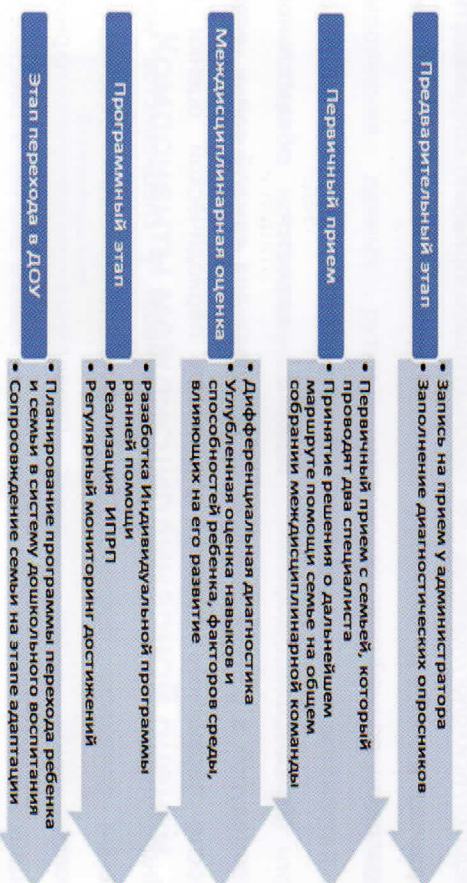 Предварительный этап
• Запись на прием у администратора
• Заполнение диагностических опросников
Первичный прием
• Первичный прием с семьей, который
проводят два специалиста
• Принятие решения о дальнейшем
маршруте помощи семье на общем
собрании междисциплинарной команды
Междисциплинарная оценка
• Дифференциальная диагностика
• Углубленная оценка навыков и
способностей ребенка, факторов среды,
влияющих на его развитие
Программный этап
• Разаботка Индивидуальной программы
ранней помощи
• Реализация ИПРП
• Регулярный мониторинг достижений
Этап перехода в ДОУ
• Планирование программы перехода ребенка
и семьи в систему дошкольного воспитания
• Сопроовждение семьи на этапе адаптации